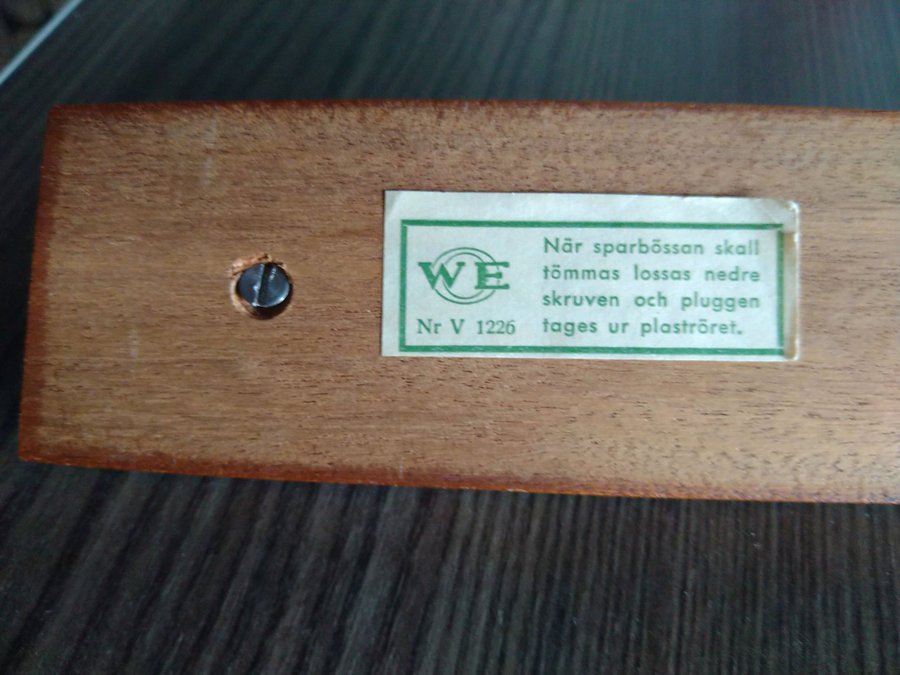 WE
Nr V 1226
När sparbössan skall
tömmas lossas nedre
skruven och pluggen
tages ur plaströret.